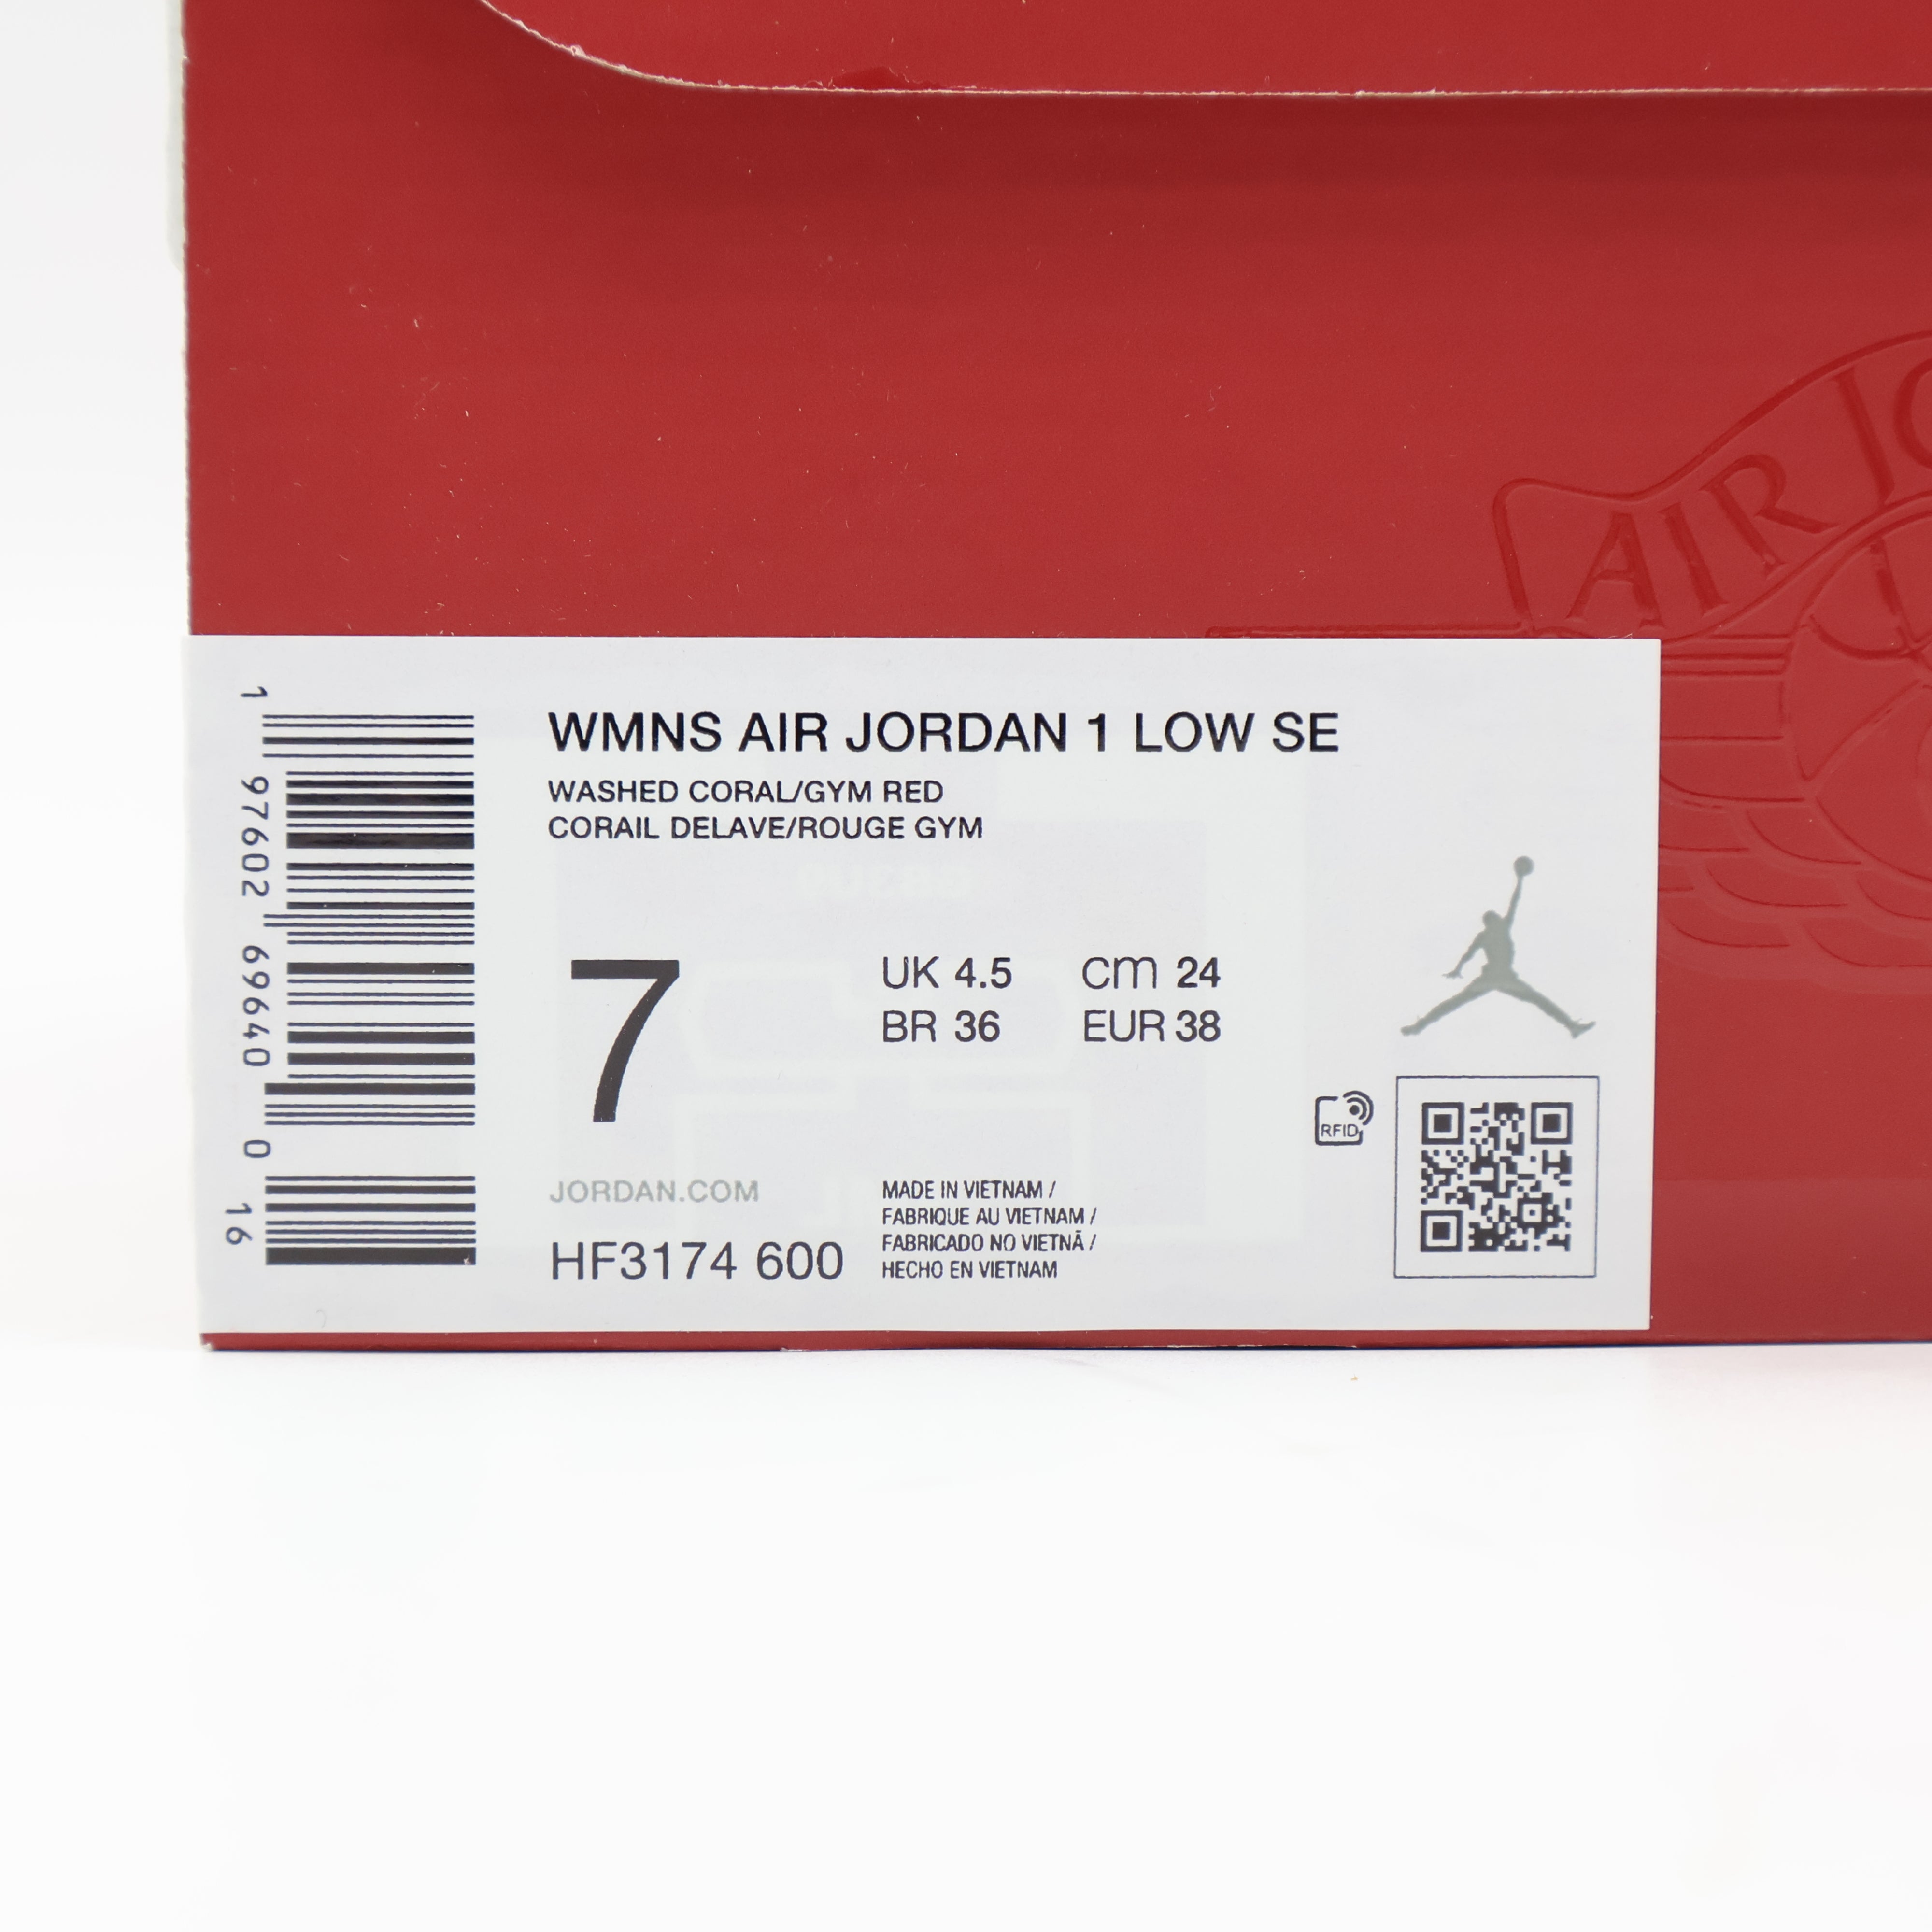 AIR JO
WMNS AIR JORDAN 1 LOW SE
WASHED CORAL/GYM RED
CORAIL DELAVE/ROUGE GYM
7
UK 4.5 CM 24
BR 36 EUR 38
RFID
JORDAN.COM
HF3174 600
MADE IN VIETNAM /
FABRIQUE AU VIETNAM /
FABRICADO NO VIETNÃ /
HECHO EN VIETNAM
1 97602 69640 0 16